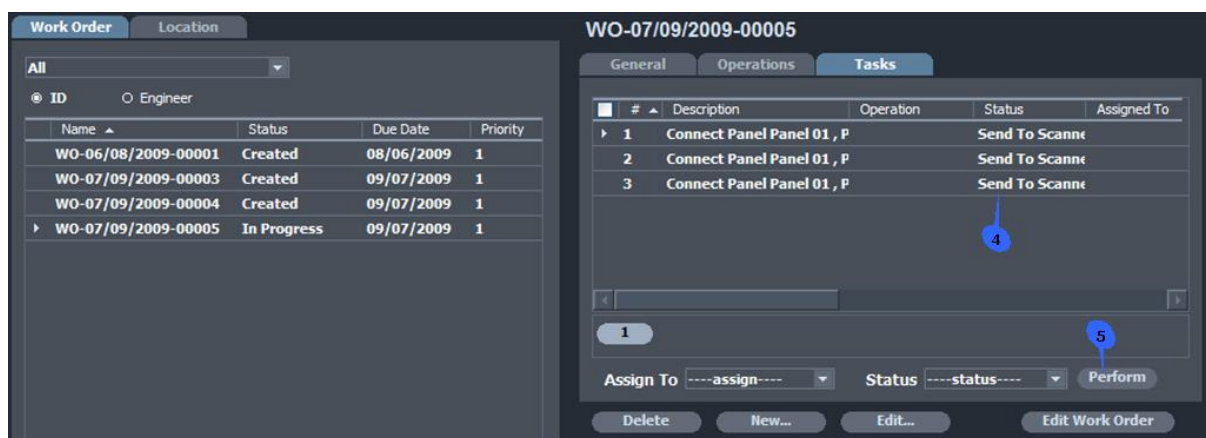 Work Order Location
All
ID Engineer
Name Status Due Date Priority
WO-06/08/2009-00001 Created 08/06/2009 1
WO-07/09/2009-00003 Created 09/07/2009 1
WO-07/09/2009-00004 Created 09/07/2009 1
WO-07/09/2009-00005 In Progress 09/07/2009 1
WO-07/09/2009-00005
General Operations Tasks
# Description Operation Status Assigned To
1 Connect Panel Panel 01 , P Send To Scanne
2 Connect Panel Panel 01 , P Send To Scanne
3 Connect Panel Panel 01 , P Send To Scanne
4
1
5
Assign To ----assign---- Status ----status---- Perform
Delete New... Edit... Edit Work Order